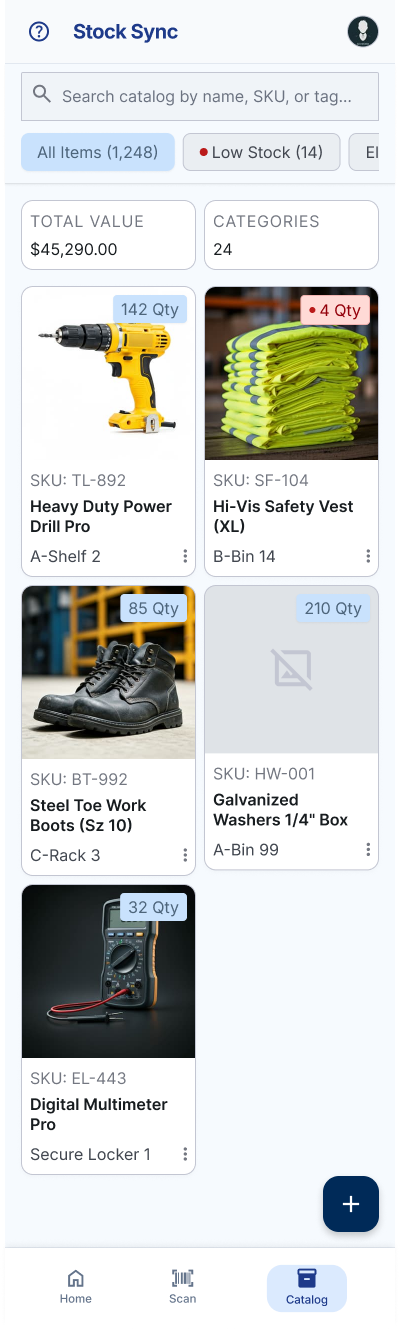 Stock Sync
Search catalog by name, SKU, or tag...
All Items (1,248)
Low Stock (14)
El
TOTAL VALUE
$45,290.00
CATEGORIES
24
142 Qty
SKU: TL-892
Heavy Duty Power
Drill Pro
A-Shelf 2
4 Qty
SKU: SF-104
Hi-Vis Safety Vest
(XL)
B-Bin 14
85 Qty
SKU: BT-992
Steel Toe Work
Boots (Sz 10)
C-Rack 3
210 Qty
SKU: HW-001
Galvanized
Washers 1/4" Box
A-Bin 99
32 Qty
SKU: EL-443
Digital Multimeter
Pro
Secure Locker 1
Home
Scan
Catalog